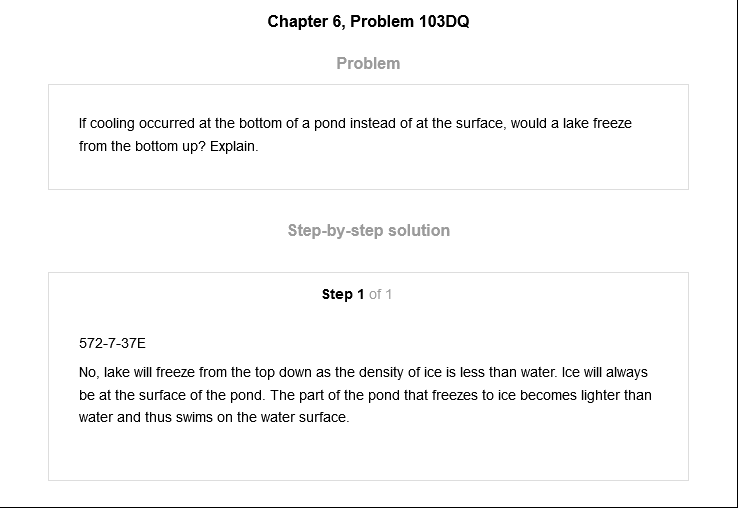 Chapter 6, Problem 103DQ
Problem
If cooling occurred at the bottom of a pond instead of at the surface, would a lake freeze
from the bottom up? Explain.
Step-by-step solution
Step 1 of 1
572-7-37E
No, lake will freeze from the top down as the density of ice is less than water. Ice will always
be at the surface of the pond. The part of the pond that freezes to ice becomes lighter than
water and thus swims on the water surface.